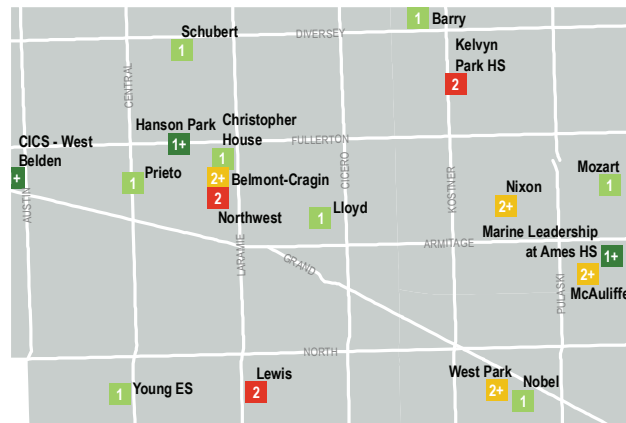 Schubert
1
DIVERSEY
1
Barry
Kelvyn
Park HS
2
CENTRAL
Hanson Park
1+
Christopher
House
1
FULLERTON
CICS - West
Belden
+
AUSTIN
1
Prieto
2+
Belmont-Cragin
2
Northwest
1
Lloyd
CICERO
KOSTNER
Nixon
2+
Mozart
1
LARAMIE
GRAND
ARMITAGE
Marine Leadership
at Ames HS
1+
2+
McAuliffe
PULASKI
NORTH
1
Young ES
Lewis
2
West Park
2+
Nobel
1